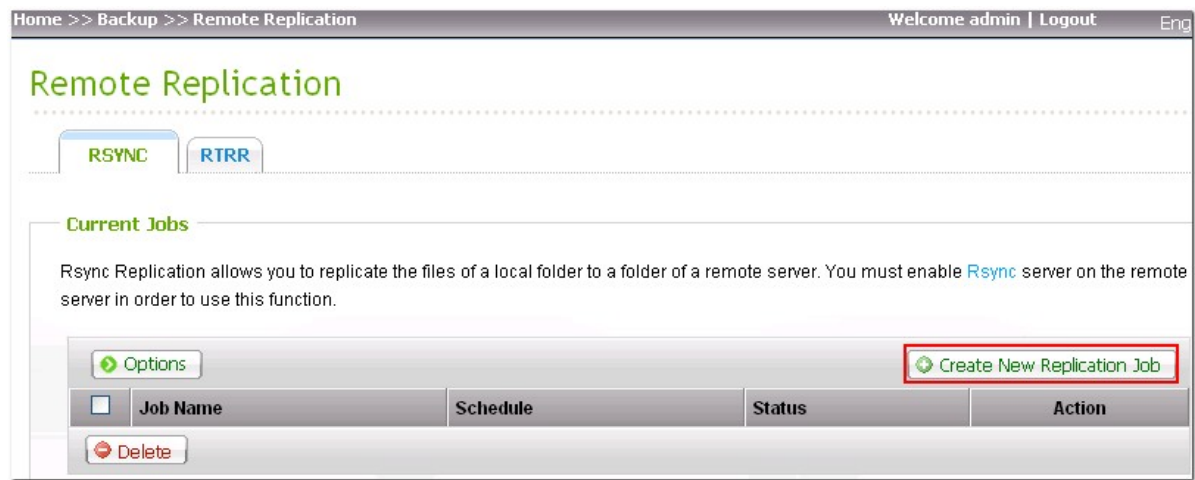 Home >> Backup >> Remote Replication Welcome admin | Logout Eng
Remote Replication
RSYNC RTRR
Current Jobs
Rsync Replication allows you to replicate the files of a local folder to a folder of a remote server. You must enable Rsync server on the remote
server in order to use this function.
Options Create New Replication Job
Job Name Schedule Status Action
Delete